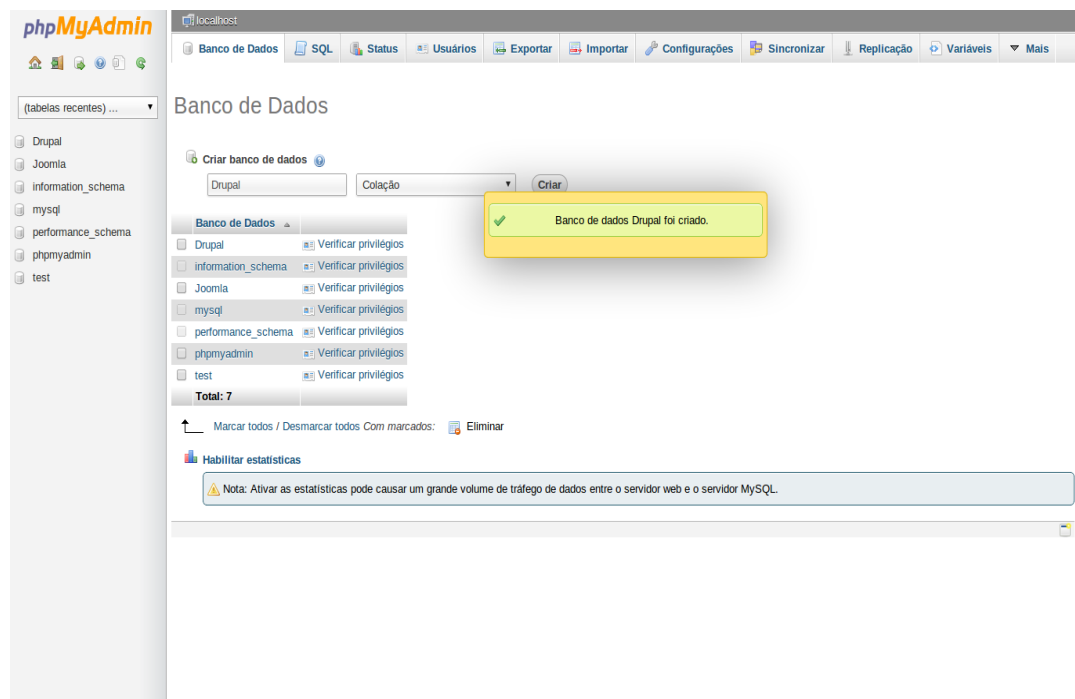 phpMyAdmin
(tabelas recentes) ...
Drupal
Joomla
information_schema
mysql
performance_schema
phpmyadmin
test
localhost
Banco de Dados SQL Status Usuários Exportar Importar Configurações Sincronizar Replicação Variáveis Mais
Banco de Dados
Criar banco de dados
Drupal Colação Criar
Banco de dados Drupal foi criado.
Banco de Dados
Drupal Verificar privilégios
information_schema Verificar privilégios
Joomla Verificar privilégios
mysql Verificar privilégios
performance_schema Verificar privilégios
phpmyadmin Verificar privilégios
test Verificar privilégios
Total: 7
Marcar todos / Desmarcar todos Com marcados: Eliminar
Habilitar estatísticas
Nota: Ativar as estatísticas pode causar um grande volume de tráfego de dados entre o servidor web e o servidor MySQL.